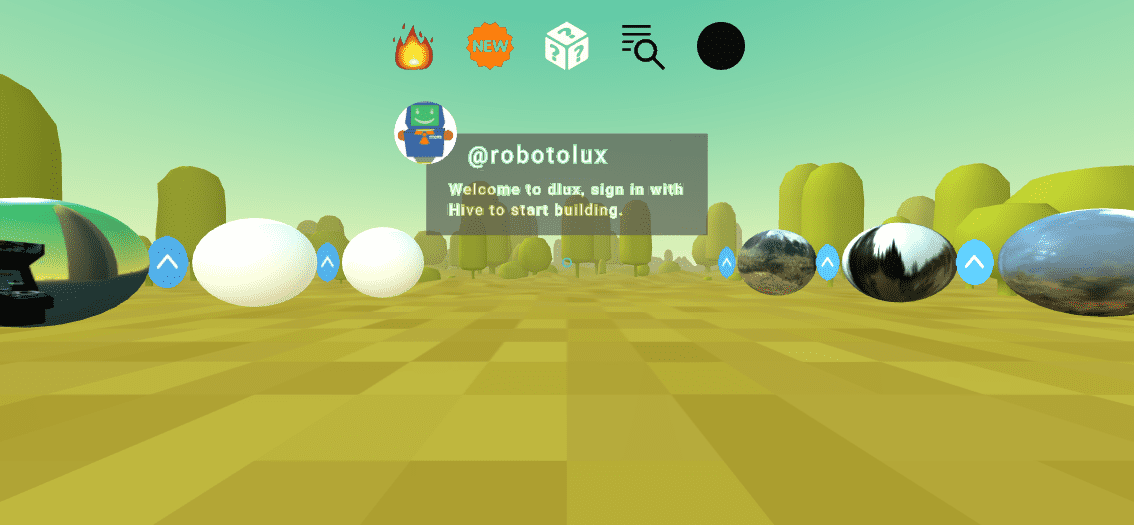 NEW
? ? ?
@robotolux
Welcome to dlux, sign in with
Hive to start building.